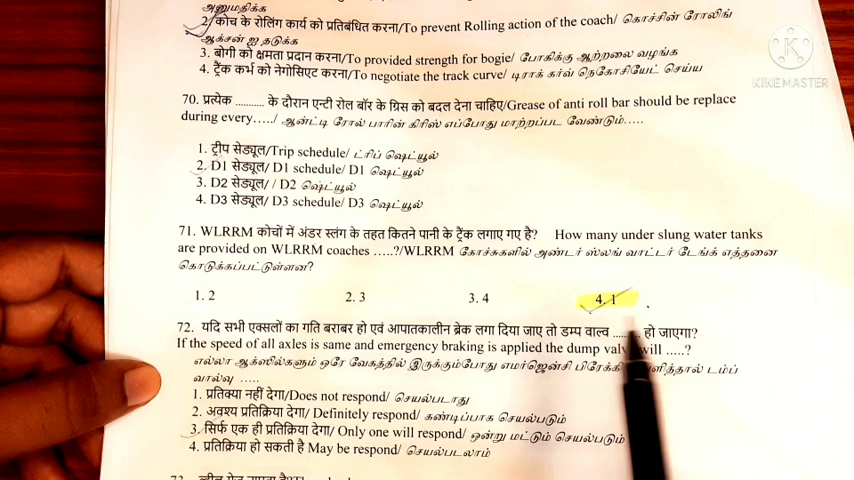 அனுமதிக்க
2. कोच के रोलिंग कार्य को प्रतिबंधित करना/To prevent Rolling action of the coach/ கொச்சின் ரோலிங்
ஆக்சன் ஐ தடுக்க
3. बोगी को क्षमता प्रदान करना/To provided strength for bogie/ போகிக்கு ஆற்றலை வழங்க
4. ट्रैंक कर्भ को नेगोसिएट करना/To negotiate the track curve/ டிராக் கர்வ் நெகோசியேட் செய்ய
KINEMASTER
70. प्रत्येक ........... के दौरान एन्टी रोल बॉर के ग्रिस को बदल देना चाहिए/Grease of anti roll bar should be replace
during every…../ ஆன்ட்டி ரோல் பாரின் கிரிஸ் எப்போது மாற்றப்பட வேண்டும்…..
1. ट्रीप सेड्यूल/Trip schedule/ ட்ரிப் ஷெட்யூல்
2. D1 सेड्यूल/ D1 schedule/ D1 ஷெட்யூல்
3. D2 सेड्यूल/ / D2 ஷெட்யூல்
4. D3 सेड्यूल/ D3 schedule/ D3 ஷெட்யூல்
71. WLRRM कोचों में अंडर स्लंग के तहत कितने पानी के ट्रैंक लगाए गए है? How many under slung water tanks
are provided on WLRRM coaches …..?/WLRRM கோச்சுகளில் அண்டர் ஸ்லங் வாட்டர் டேங்க் எத்தனை
கொடுக்கப்பட்டுள்ளன?
1. 2 2. 3 3. 4 4. 1
72. यदि सभी एक्सलों का गति बराबर हो एवं आपातकालीन ब्रेक लगा दिया जाए तो डम्प वाल्व ......... हो जाएगा?
If the speed of all axles is same and emergency braking is applied the dump valv will …..?
எல்லா ஆக்ஸில்களும் ஒரே வேகத்தில் இருக்கும்போது எமர்ஜென்சி டம்ப்
வால்வு …..
1. प्रतिक्या नहीं देगा/Does not respond/ செயல்படாது
2. अवश्य प्रतिक्रिया देगा/ Definitely respond/ கண்டிப்பாக செயல்படும்
3. सिर्फ एक ही प्रतिक्रिया देगा/ Only one will respond/ ஒன்று மட்டும் செயல்படும்
4. प्रतिक्रिया हो सकती है May be respond/ செயல்படலாம்